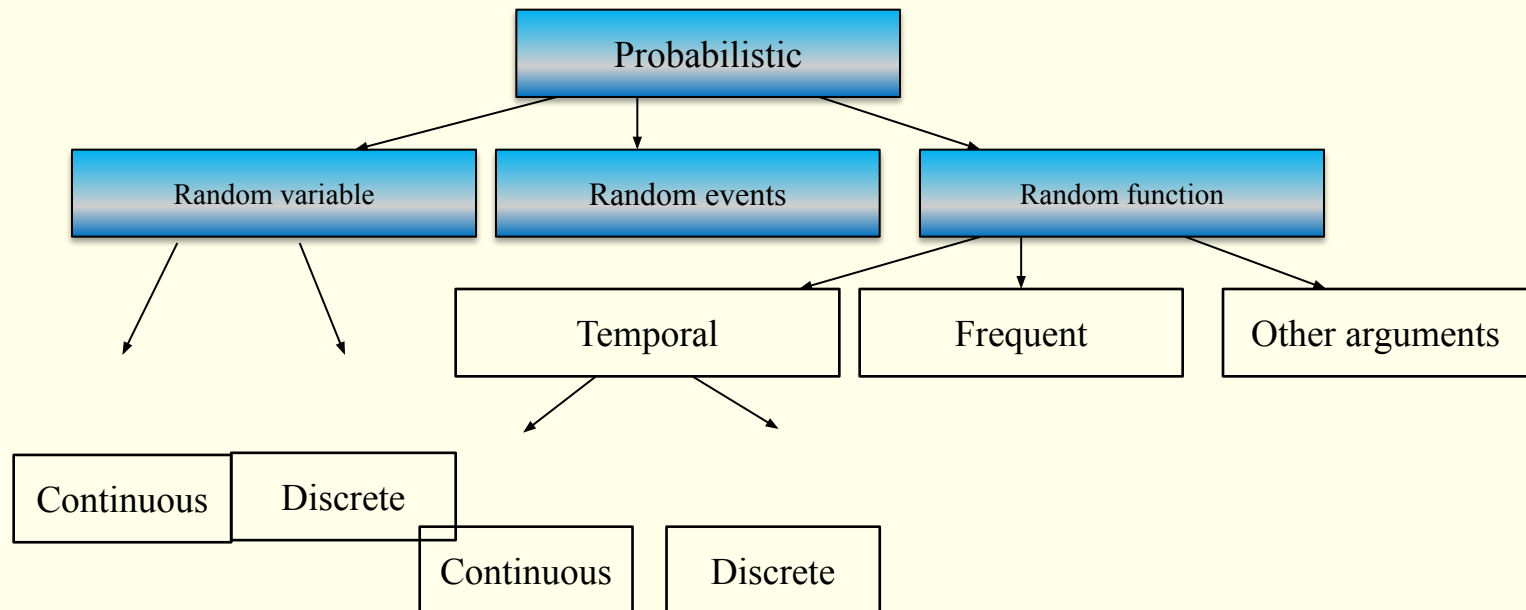 Probabilistic
Random variable
Random events
Random function
Temporal
Frequent
Other arguments
Continuous
Discrete
Continuous
Discrete